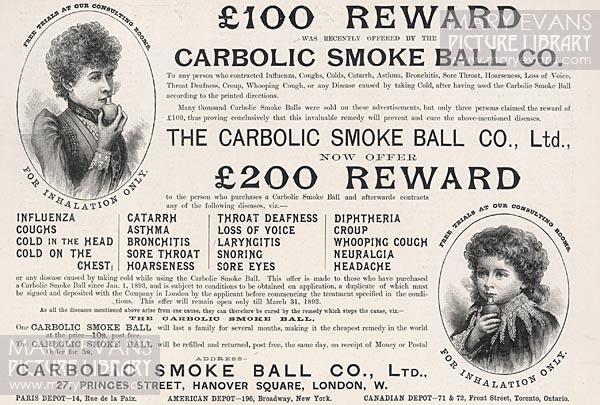 £100 REWARD
WAS RECENTLY OFFERED BY THE
CARBOLIC SMOKE BALL CO.,
To any person who contracted Influenza, Coughs, Colds, Catarrh, Asthma, Bronchitis, Sore Throat, Hoarseness, Loss of Voice,
Throat Deafness, Croup, Whooping Cough, or any Disease caused by taking Cold, after having used the Carbolic Smoke Ball
according to the printed directions.
Many thousand Carbolic Smoke Balls were sold on these advertisements, but only three persons claimed the reward of
£100, thus proving conclusively that this invaluable remedy will prevent and cure the above-mentioned diseases.
THE CARBOLIC SMOKE BALL CO., Ltd.,
NOW OFFER
£200 REWARD
to the person who purchases a Carbolic Smoke Ball and afterwards contracts
any of the following diseases, viz.—
FREE TRIALS AT OUR CONSULTING ROOMS.
FOR INHALATION ONLY.
INFLUENZA
COUGHS
COLD IN THE HEAD
COLD ON THE
CHEST
CATARRH
ASTHMA
BRONCHITIS
SORE THROAT
HOARSENESS
THROAT DEAFNESS
LOSS OF VOICE
LARYNGITIS
SNORING
SORE EYES
DIPHTHERIA
CROUP
WHOOPING COUGH
NEURALGIA
HEADACHE
FREE TRIALS AT OUR CONSULTING ROOMS.
FOR INHALATION ONLY.
or any disease caused by taking cold while using the Carbolic Smoke Ball. This offer is made to those who have purchased
a Carbolic Smoke Ball since Jan. 1, 1893, and is subject to conditions to be obtained on application, a duplicate of which must
be signed and deposited with the Company in London by the applicant before commencing the treatment specified in the condi-
tions. This offer will remain open only till March 31, 1893.
As all the diseases mentioned above arise from one cause, they can therefore be cured by the remedy which stops the cause, viz.—
THE CARBOLIC SMOKE BALL.
One CARBOLIC SMOKE BALL will last a family for several months, making it the cheapest remedy in the world
at the price—10s. post free.
The CARBOLIC SMOKE BALL will be refilled and returned, post free, the same day, on receipt of Money or Postal
Order for 5s.
ADDRESS—
CARBOLIC SMOKE BALL CO., Ltd.,
27, PRINCES STREET, HANOVER SQUARE, LONDON, W.
PARIS DEPOT—14, Rue de la Paix. AMERICAN DEPOT—196, Broadway, New York. CANADIAN DEPOT—71 & 72, Front Street, Toronto, Ontario.
MARY EVANS
PICTURE LIBRARY
www.maryevans.com